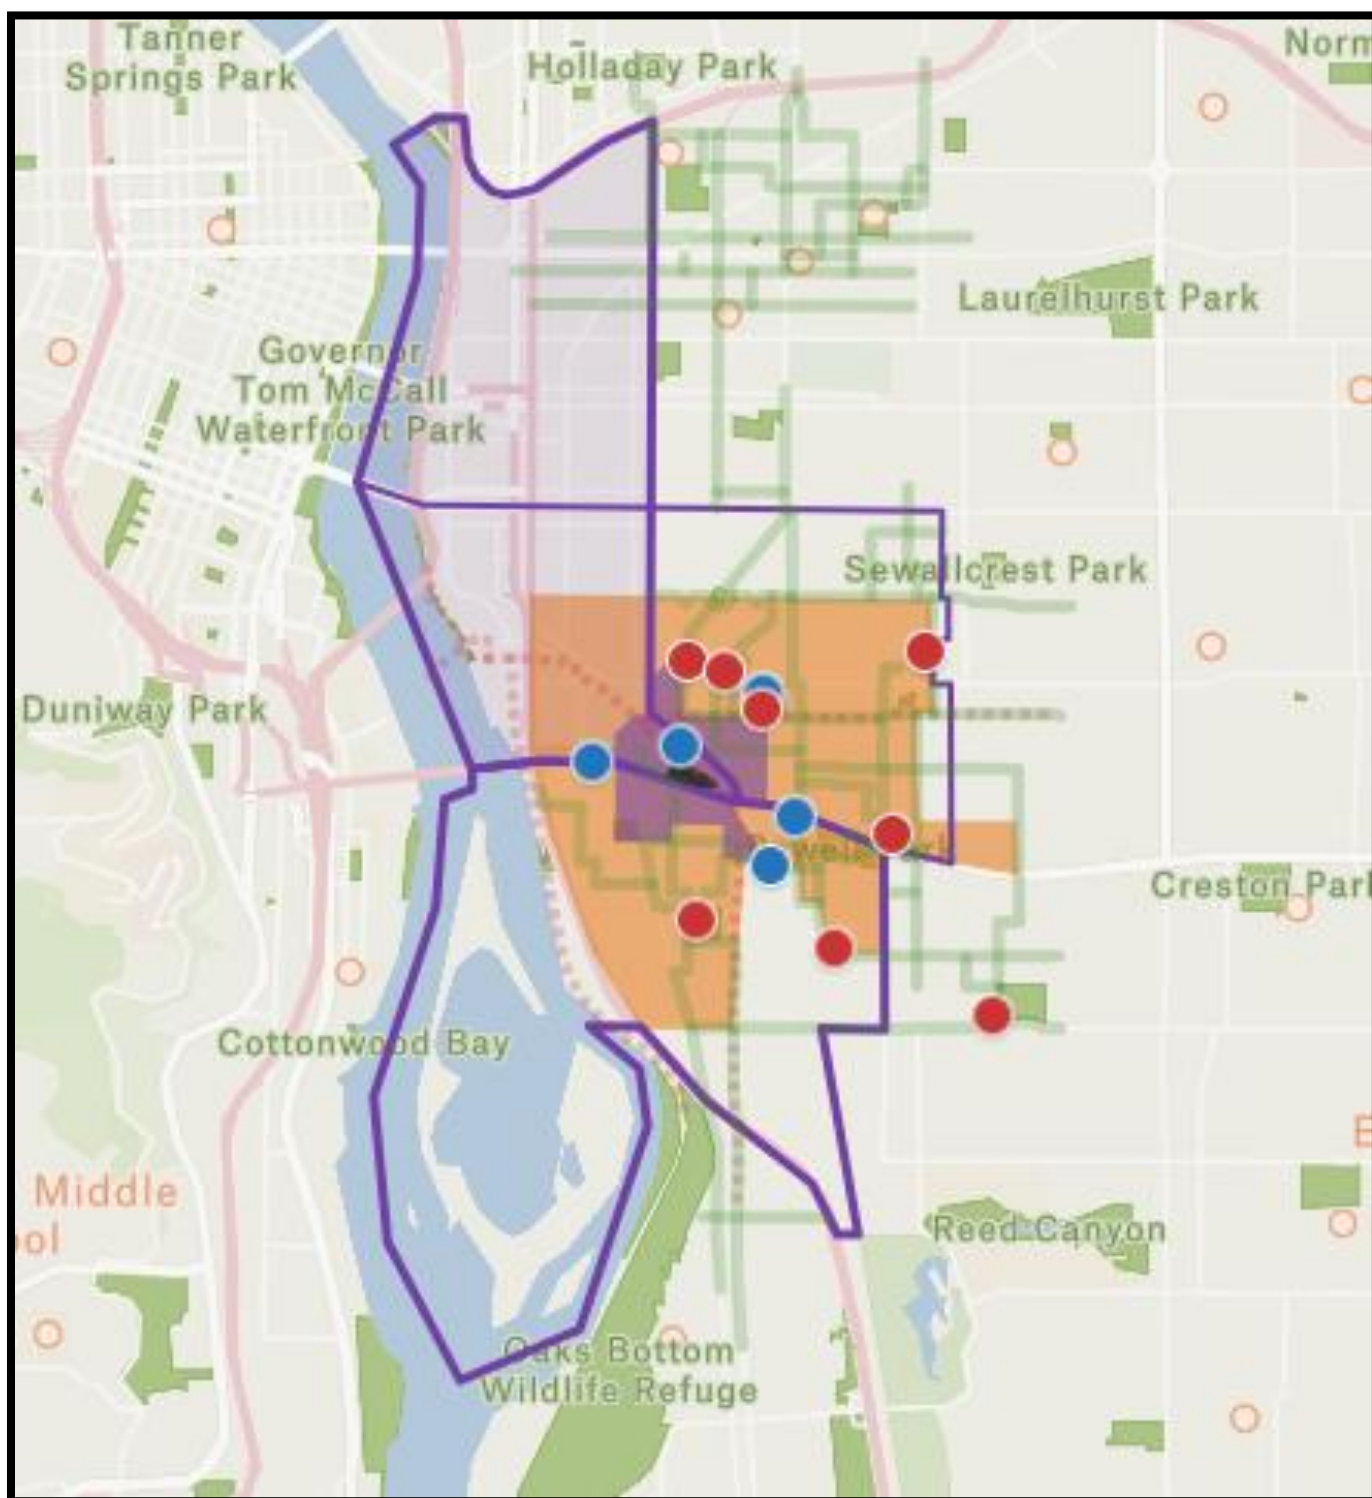 Tanner
Springs Park
Holladay Park
Norm
Laurelhurst Park
Governor
Tom McCall
Waterfront Park
Sewallcrest Park
Duniway Park
Creston Park
Cottonwood Bay
Middle
ool
Reed Canyon
Oaks Bottom
Wildlife Refuge